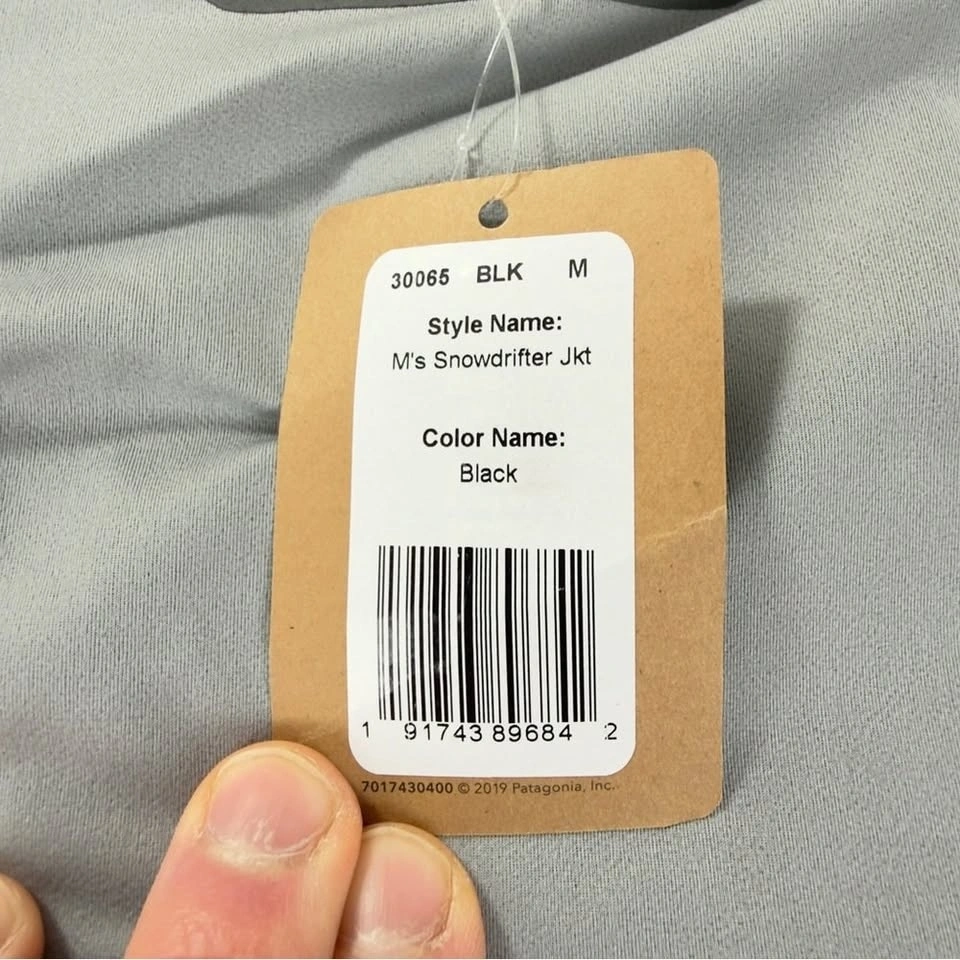 30065 BLK M
Style Name:
M's Snowdrifter Jkt
Color Name:
Black
1 91743 89684 2
7017430400 © 2019 Patagonia, Inc.